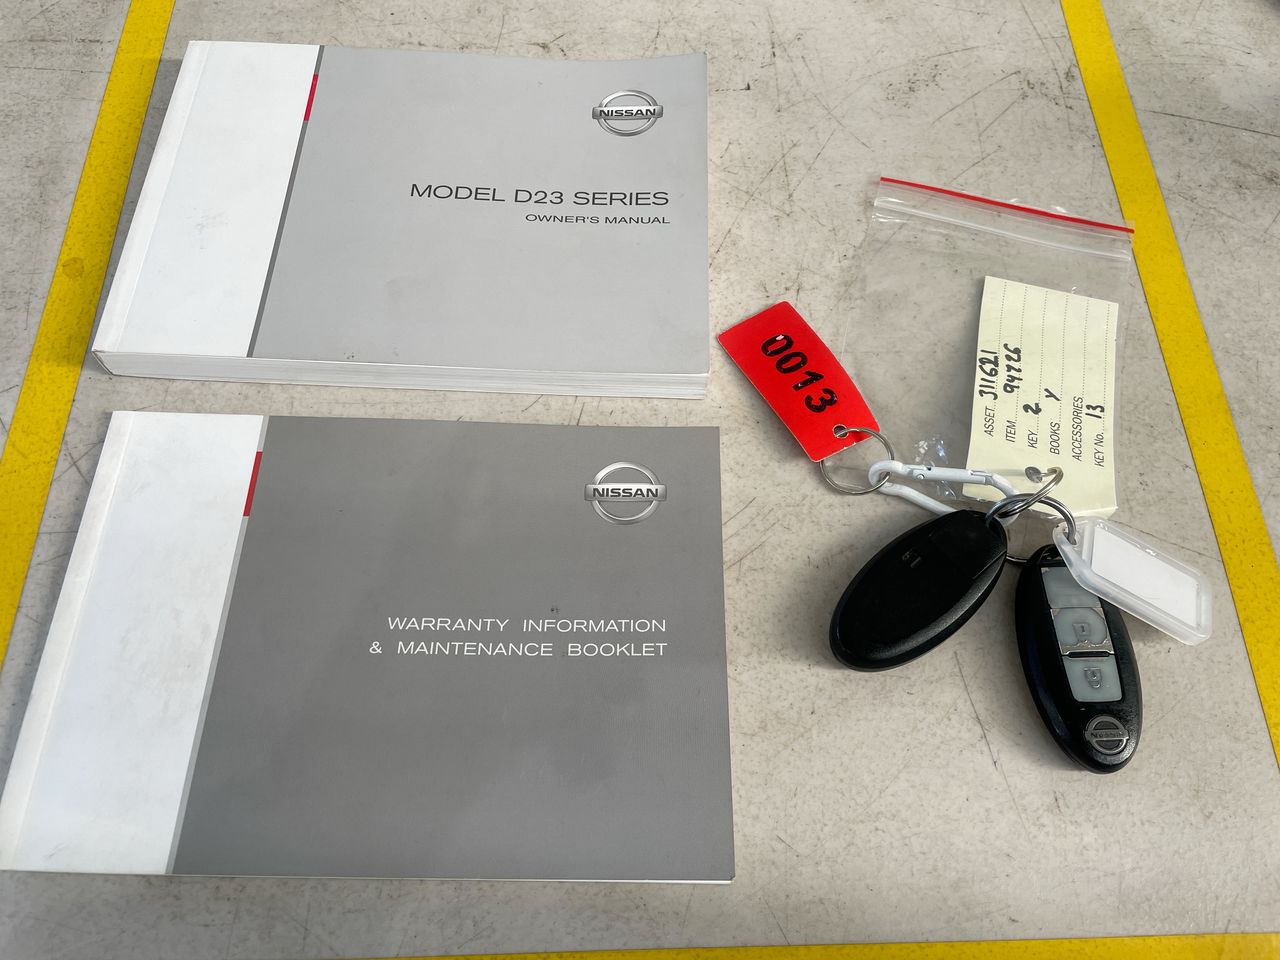 NISSAN
MODEL D23 SERIES
OWNER'S MANUAL
NISSAN
WARRANTY INFORMATION
& MAINTENANCE BOOKLET
0013
ASSET 311621
ITEM 94726
KEY 2
BOOKS Y
ACCESSORIES
KEY No. 13
NISSAN